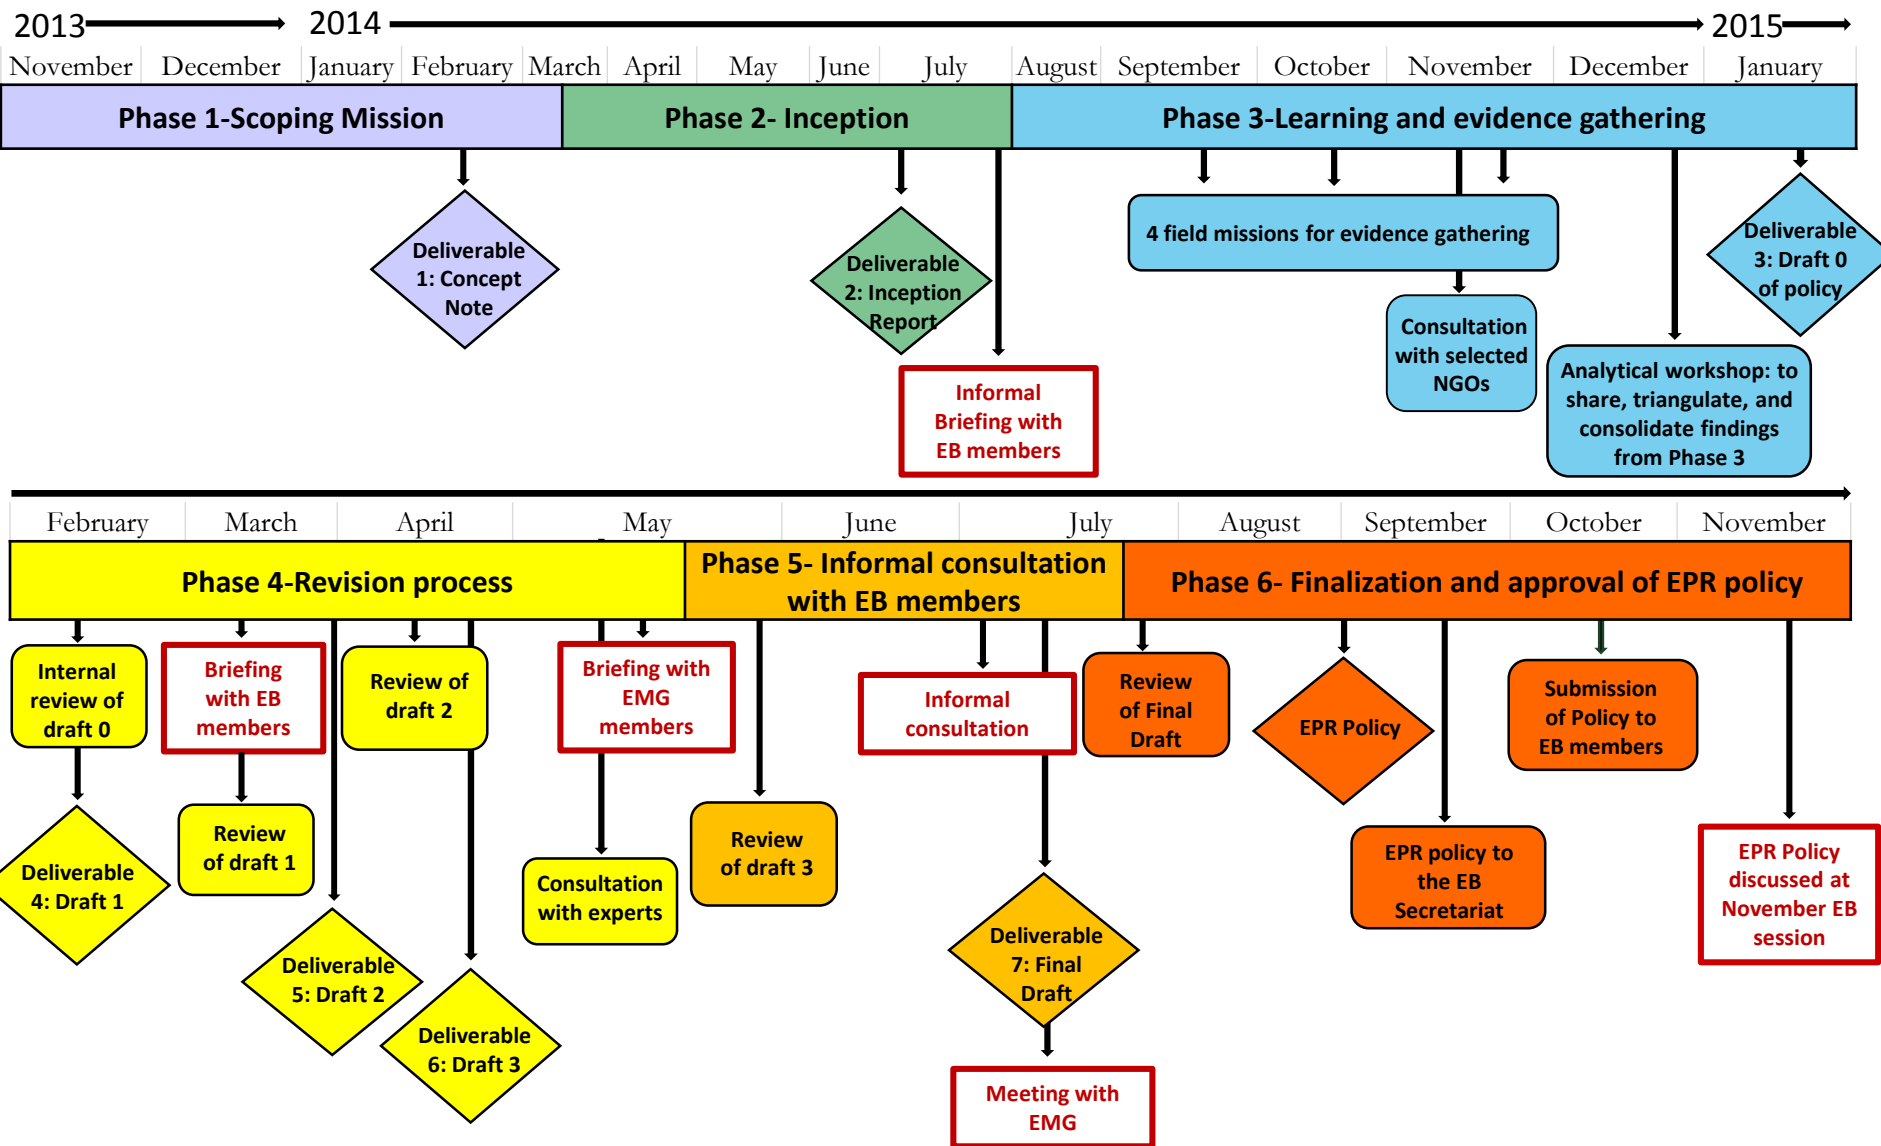 2013
2014
2015
November
December
January
February
March
April
May
June
July
August
September
October
November
December
January
Phase 1-Scoping Mission
Phase 2- Inception
Phase 3-Learning and evidence gathering
Deliverable
1: Concept
Note
Deliverable
2: Inception
Report
Informal
Briefing with
EB members
4 field missions for evidence gathering
Consultation
with selected
NGOs
Analytical workshop: to
share, triangulate, and
consolidate findings
from Phase 3
Deliverable
3: Draft 0
of policy
February
March
April
May
June
July
August
September
October
November
Phase 4-Revision process
Phase 5- Informal consultation
with EB members
Phase 6- Finalization and approval of EPR policy
Internal
review of
draft 0
Deliverable
4: Draft 1
Briefing
with EB
members
Review
of draft 1
Deliverable
5: Draft 2
Review of
draft 2
Deliverable
6: Draft 3
Briefing with
EMG
members
Consultation
with experts
Review
of draft 3
Informal
consultation
Deliverable
7: Final
Draft
Meeting with
EMG
Review
of Final
Draft
EPR Policy
EPR policy to
the EB
Secretariat
Submission
of Policy to
EB members
EPR Policy
discussed at
November EB
session